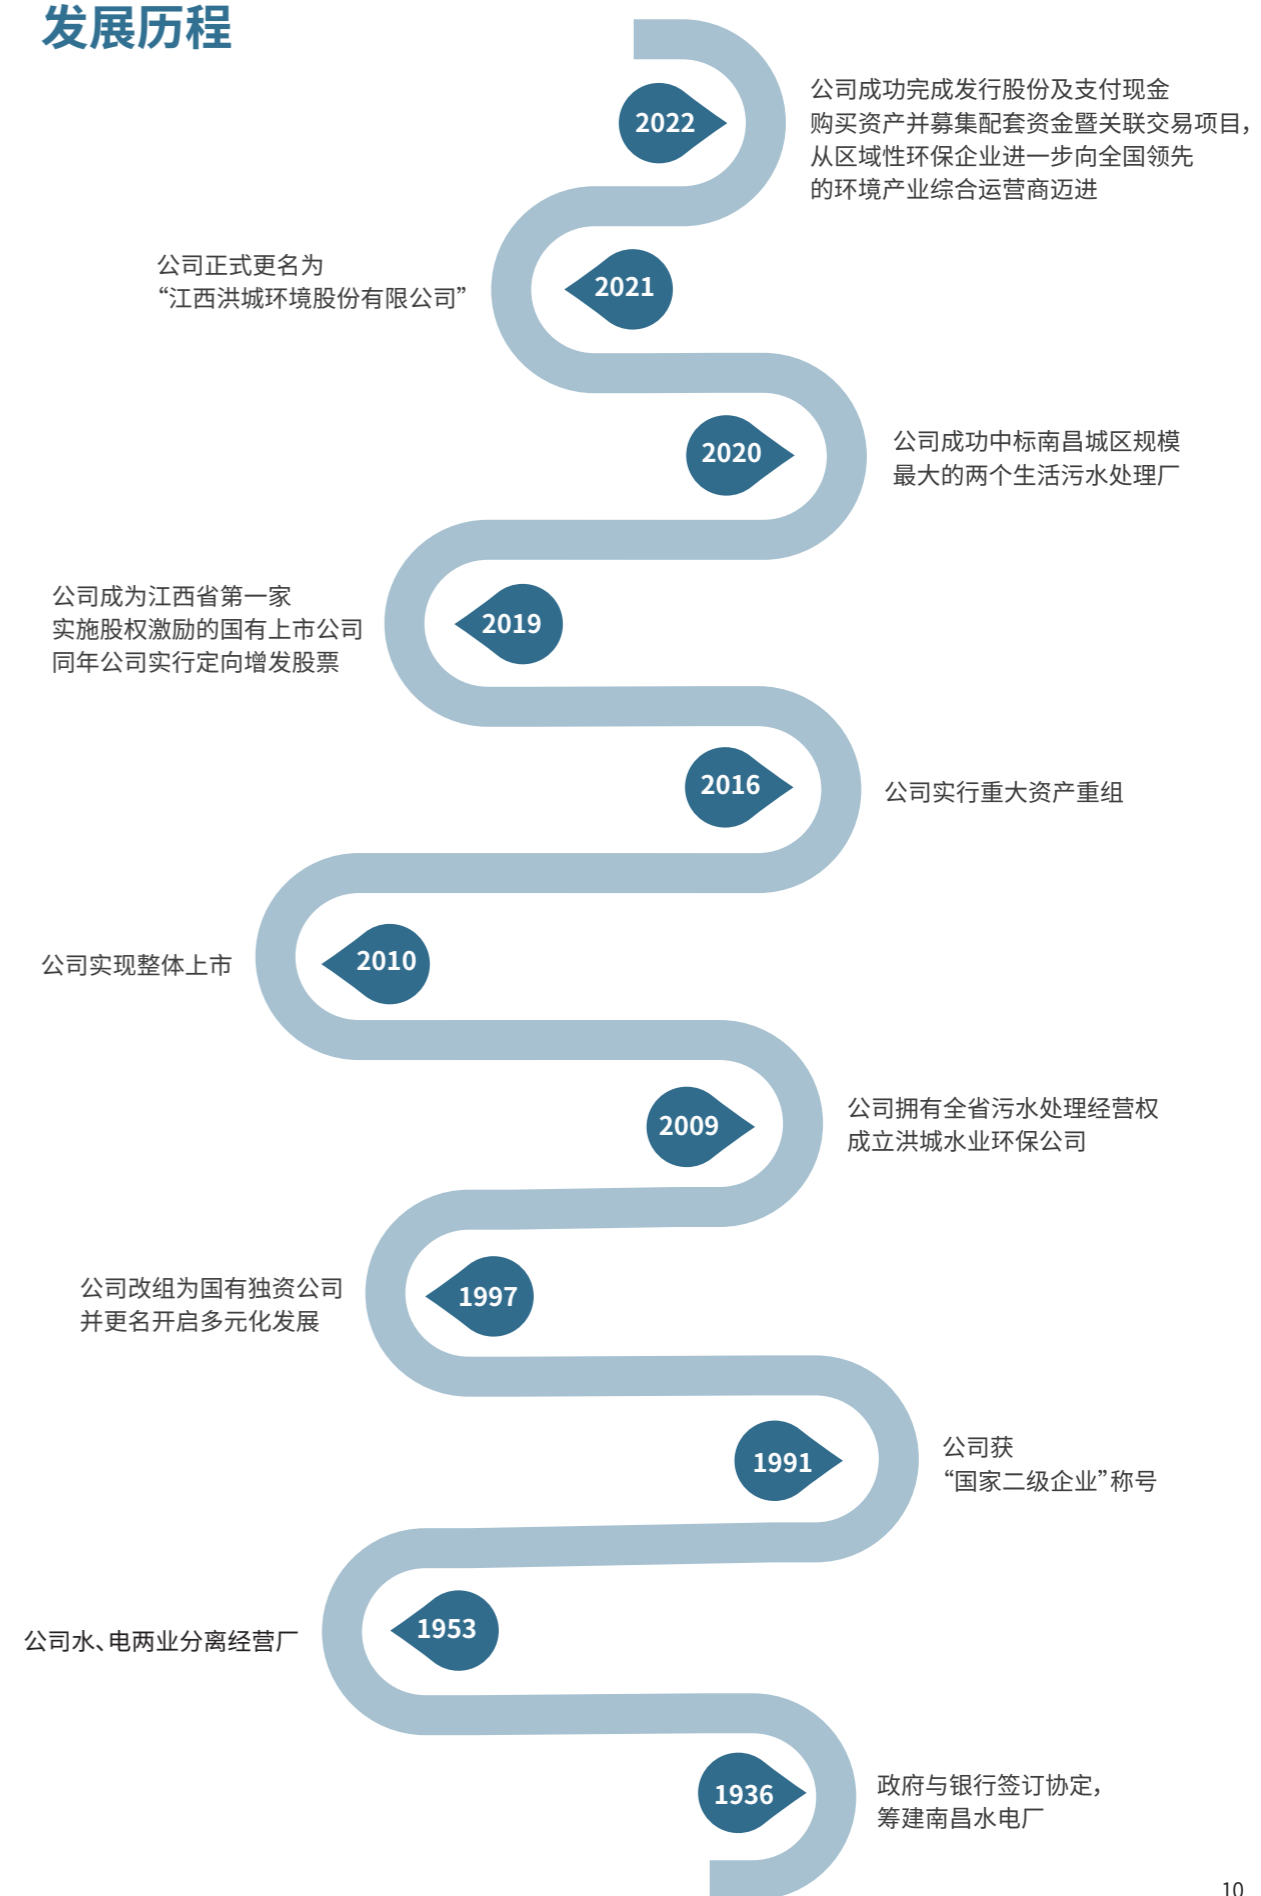 发展历程
2022
公司成功完成发行股份及支付现金
购买资产并募集配套资金暨关联交易项目，
从区域性环保企业进一步向全国领先
的环境产业综合运营商迈进
公司正式更名为
“江西洪城环境股份有限公司”
2021
2020
公司成功中标南昌城区规模
最大的两个生活污水处理厂
公司成为江西省第一家
实施股权激励的国有上市公司
同年公司实行定向增发股票
2019
2016
公司实行重大资产重组
公司实现整体上市
2010
2009
公司拥有全省污水处理经营权
成立洪城水业环保公司
公司改组为国有独资公司
并更名开启多元化发展
1997
1991
公司获
“国家二级企业”称号
公司水、电两业分离经营厂
1953
1936
政府与银行签订协定，
筹建南昌水电厂
10